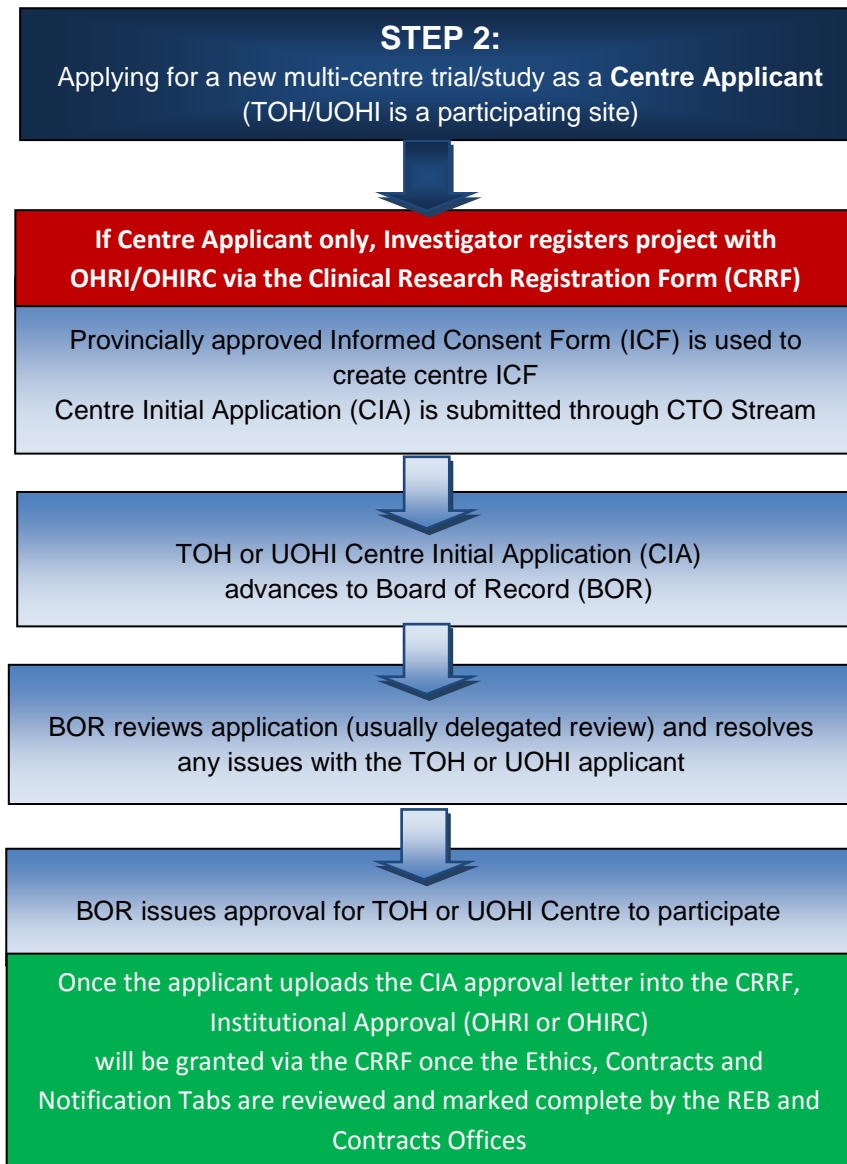 STEP 2:
Applying for a new multi-centre trial/study as a Centre Applicant
(TOH/UOHI is a participating site)
If Centre Applicant only, Investigator registers project with
OHRI/OHIRC via the Clinical Research Registration Form (CRRF)
Provincially approved Informed Consent Form (ICF) is used to
create centre ICF
Centre Initial Application (CIA) is submitted through CTO Stream
TOH or UOHI Centre Initial Application (CIA)
advances to Board of Record (BOR)
BOR reviews application (usually delegated review) and resolves
any issues with the TOH or UOHI applicant
BOR issues approval for TOH or UOHI Centre to participate
Once the applicant uploads the CIA approval letter into the CRRF,
Institutional Approval (OHRI or OHIRC)
will be granted via the CRRF once the Ethics, Contracts and
Notification Tabs are reviewed and marked complete by the REB and
Contracts Offices